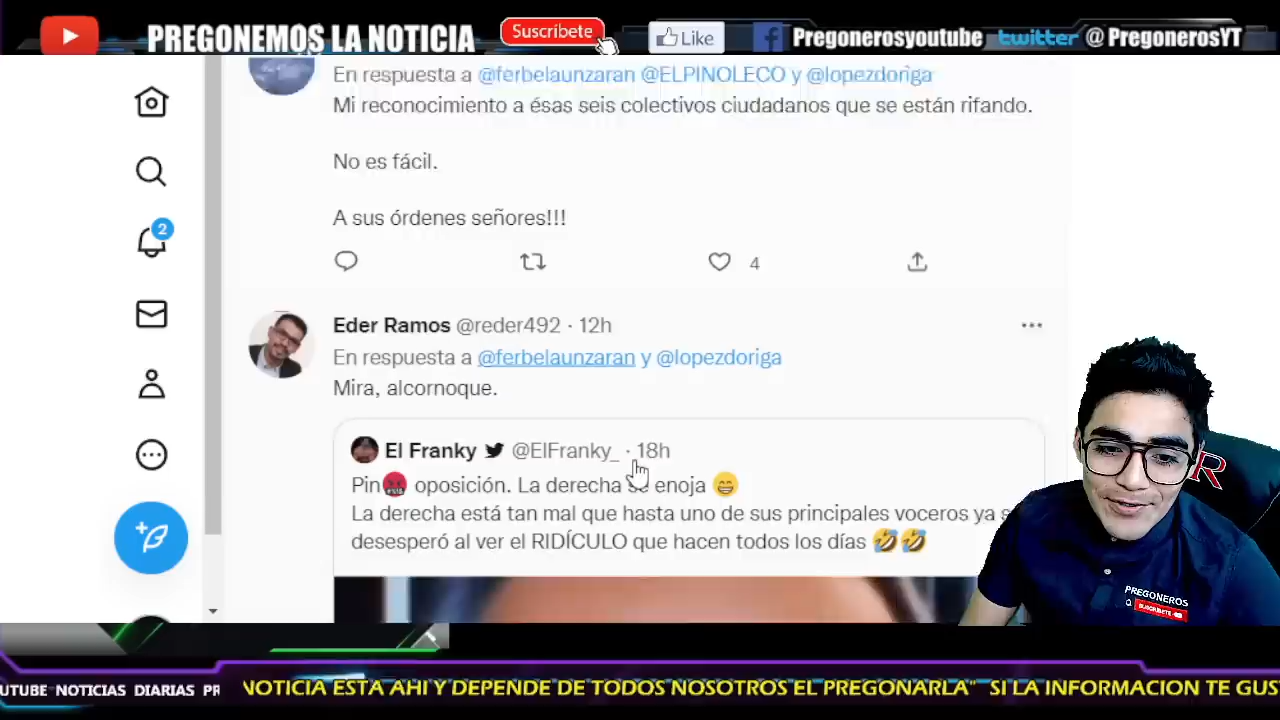 PREGONEMOS LA NOTICIA
Suscríbete
Like
Pregonerosyoutube
twitter @PregonerosYT
En respuesta a @ferbelaunzaran @ELPINOLECO y @lopezdoriga
Mi reconocimiento a ésas seis colectivos ciudadanos que se están rifando.
No es fácil.
A sus órdenes señores!!!
4
2
Eder Ramos @reder492 · 12h
En respuesta a @ferbelaunzaran y @lopezdoriga
Mira, alcornoque.
El Franky @ElFranky_ · 18h
Pin🤬 oposición. La derecha se enoja 😁
La derecha está tan mal que hasta uno de sus principales voceros ya s
desesperó al ver el RIDÍCULO que hacen todos los días 🤣🤣
R
PREGONEROS
SUSCRIBETE
UTUBE NOTICIAS DIARIAS PR
NOTICIA ESTA AHI Y DEPENDE DE TODOS NOSOTROS EL PREGONARLA" SI LA INFORMACION TE GUS